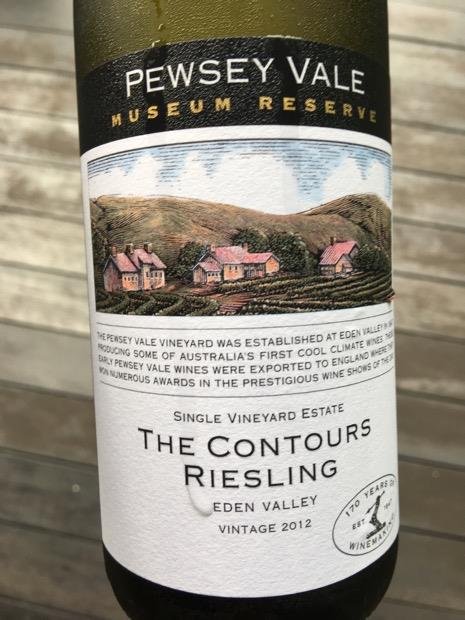 PEWSEY VALE
MUSEUM RESERVE
THE PEWSEY VALE VINEYARD WAS ESTABLISHED AT EDEN VALLEY IN
PRODUCING SOME OF AUSTRALIA'S FIRST COOL CLIMATE WINES.
EARLY PEWSEY VALE WINES WERE EXPORTED TO ENGLAND WHERE
WON NUMEROUS AWARDS IN THE PRESTIGIOUS WINE SHOWS OF THE
SINGLE VINEYARD ESTATE
THE CONTOURS
RIESLING
EDEN VALLEY
VINTAGE 2012
170 YEARS
EST.